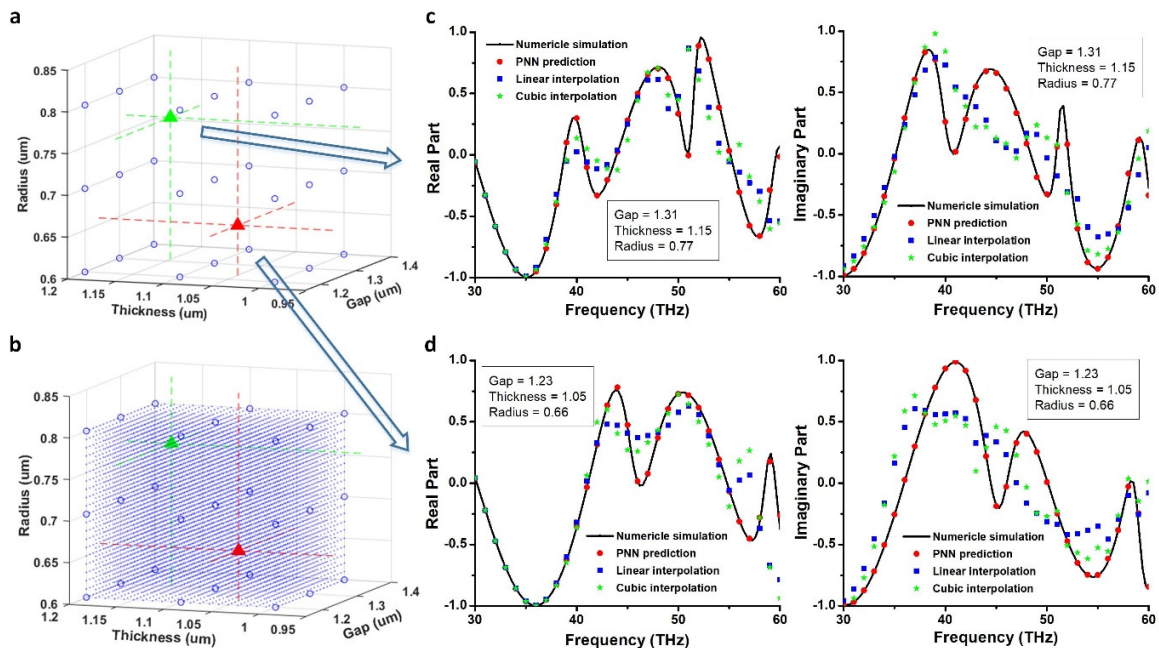 a
0.85
0.8
0.75
0.7
0.65
0.6
Radius (um)
1.2
1.15
1.1
1.05
1
0.95
Thickness (um)
1.2
1.3
1.4
Gap (um)
b
0.85
0.8
0.75
0.7
0.65
0.6
Radius (um)
1.2
1.15
1.1
1.05
1
0.95
Thickness (um)
1.2
1.3
1.4
Gap (um)
c
1.0
0.5
0.0
-0.5
-1.0
Real Part
Numericle simulation
PNN prediction
Linear interpolation
Cubic interpolation
Gap = 1.31
Thickness = 1.15
Radius = 0.77
30
40
50
60
Frequency (THz)
1.0
0.5
0.0
-0.5
-1.0
Imaginary Part
Gap = 1.31
Thickness = 1.15
Radius = 0.77
Numericle simulation
PNN prediction
Linear interpolation
Cubic interpolation
30
40
50
60
Frequency (THz)
d
1.0
0.5
0.0
-0.5
-1.0
Real Part
Gap = 1.23
Thickness = 1.05
Radius = 0.66
Numericle simulation
PNN prediction
Linear interpolation
Cubic interpolation
30
40
50
60
Frequency (THz)
1.0
0.5
0.0
-0.5
-1.0
Imaginary Part
Gap = 1.23
Thickness = 1.05
Radius = 0.66
Numericle simulation
PNN prediction
Linear interpolation
Cubic interpolation
30
40
50
60
Frequency (THz)